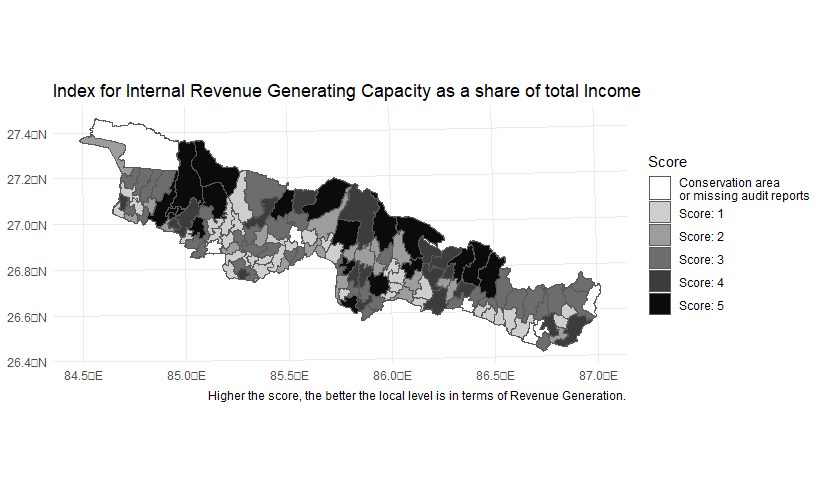 Index for Internal Revenue Generating Capacity as a share of total Income
27.4▯N
27.2▯N
27.0▯N
26.8▯N
26.6▯N
26.4▯N
84.5▯E
85.0▯E
85.5▯E
86.0▯E
86.5▯E
87.0▯E
Higher the score, the better the local level is in terms of Revenue Generation.
Score
Conservation area
or missing audit reports
Score: 1
Score: 2
Score: 3
Score: 4
Score: 5